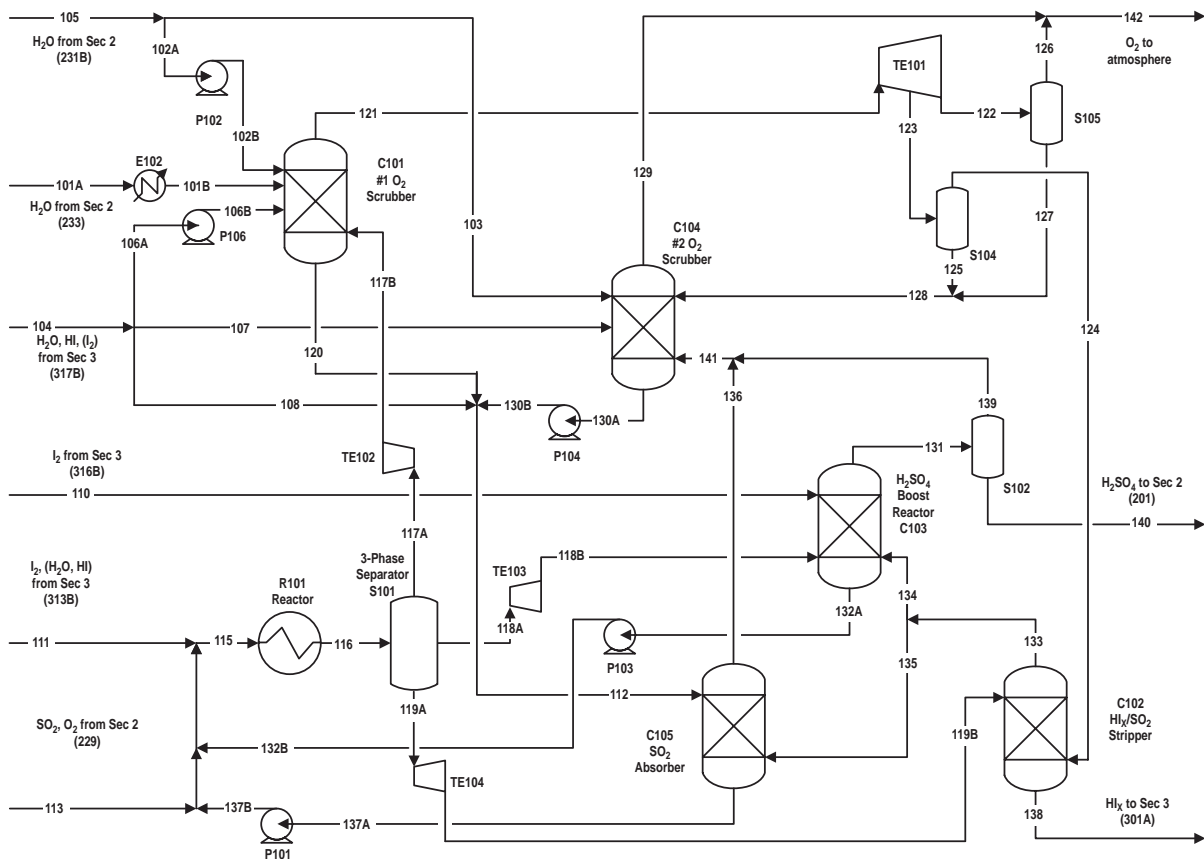 105
H2O from Sec 2
(231B)
102A
P102
102B
121
TE101
122
123
126
142
O2 to
atmosphere
S105
E102
101A
101B
H2O from Sec 2
(233)
C101
#1 O2
Scrubber
129
103
106B
106A
P106
C104
#2 O2
Scrubber
127
S104
125
117B
128
104
107
124
H2O, HI, (I2)
from Sec 3
(317B)
120
141
136
139
108
130B
130A
P104
TE102
131
S102
I2 from Sec 3
(316B)
110
H2SO4
Boost
Reactor
C103
H2SO4 to Sec 2
(201)
140
117A
I2, (H2O, HI)
from Sec 3
(313B)
3-Phase
Separator
S101
TE103
118B
R101
Reactor
134
132A
118A
111
115
116
P103
133
135
119A
112
SO2, O2 from Sec 2
(229)
C105
SO2
Absorber
119B
C102
HIX/SO2
Stripper
132B
TE104
113
137B
137A
P101
138
HIX to Sec 3
(301A)